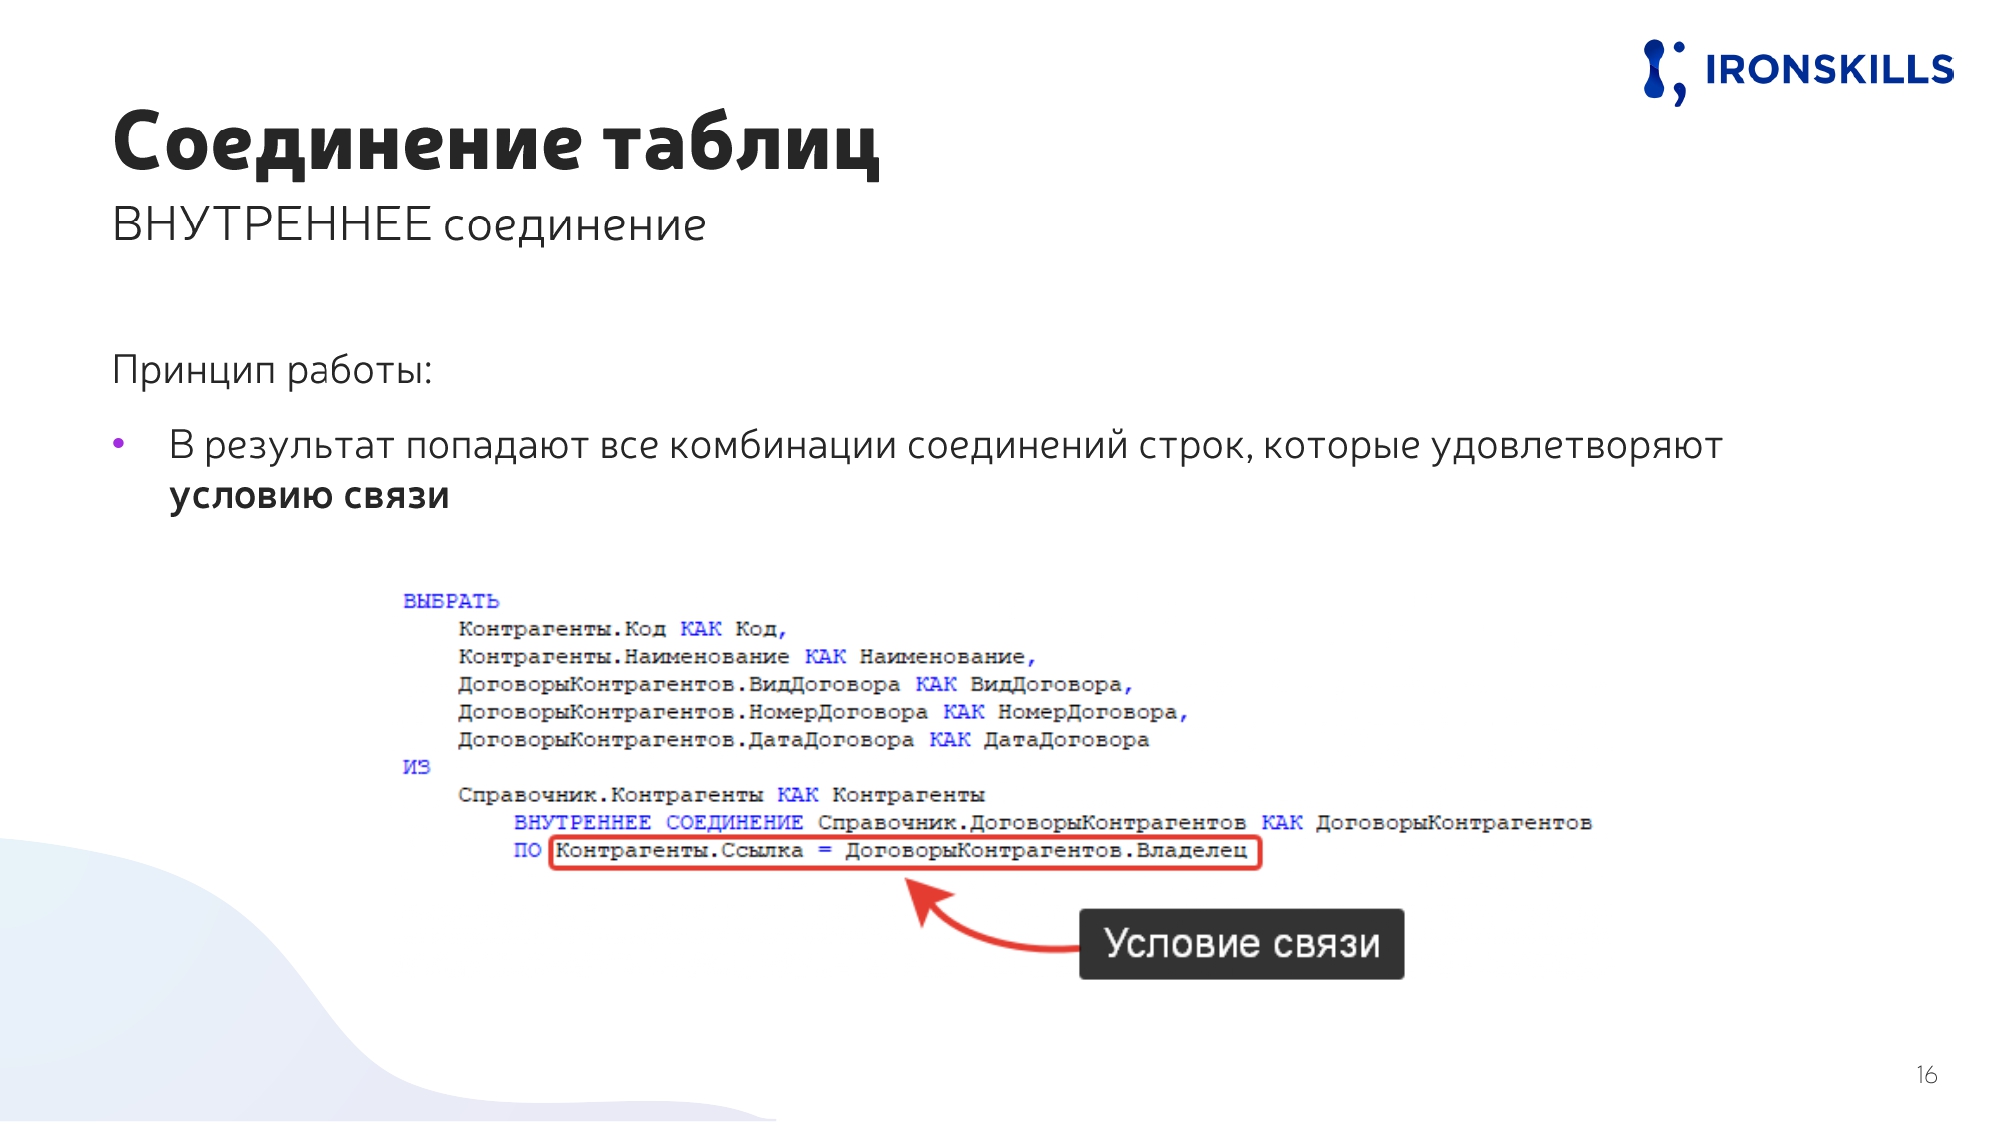 IRONSKILLS
Соединение таблиц
ВНУТРЕННЕЕ соединение
Принцип работы:
• В результат попадают все комбинации соединений строк, которые удовлетворяют
условию связи
ВЫБРАТЬ
Контрагенты.Код КАК Код,
Контрагенты.Наименование КАК Наименование,
ДоговорыКонтрагентов.ВидДоговора КАК ВидДоговора,
ДоговорыКонтрагентов.НомерДоговора КАК НомерДоговора,
ДоговорыКонтрагентов.ДатаДоговора КАК ДатаДоговора
ИЗ
Справочник.Контрагенты КАК Контрагенты
ВНУТРЕННЕЕ СОЕДИНЕНИЕ Справочник.ДоговорыКонтрагентов КАК ДоговорыКонтрагентов
ПО Контрагенты.Ссылка = ДоговорыКонтрагентов.Владелец
Условие связи
16